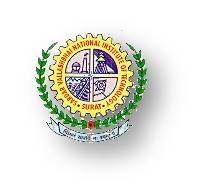 SARDAR VALLABHBHAI NATIONAL INSTITUTE OF TECHNOLOGY
SURAT